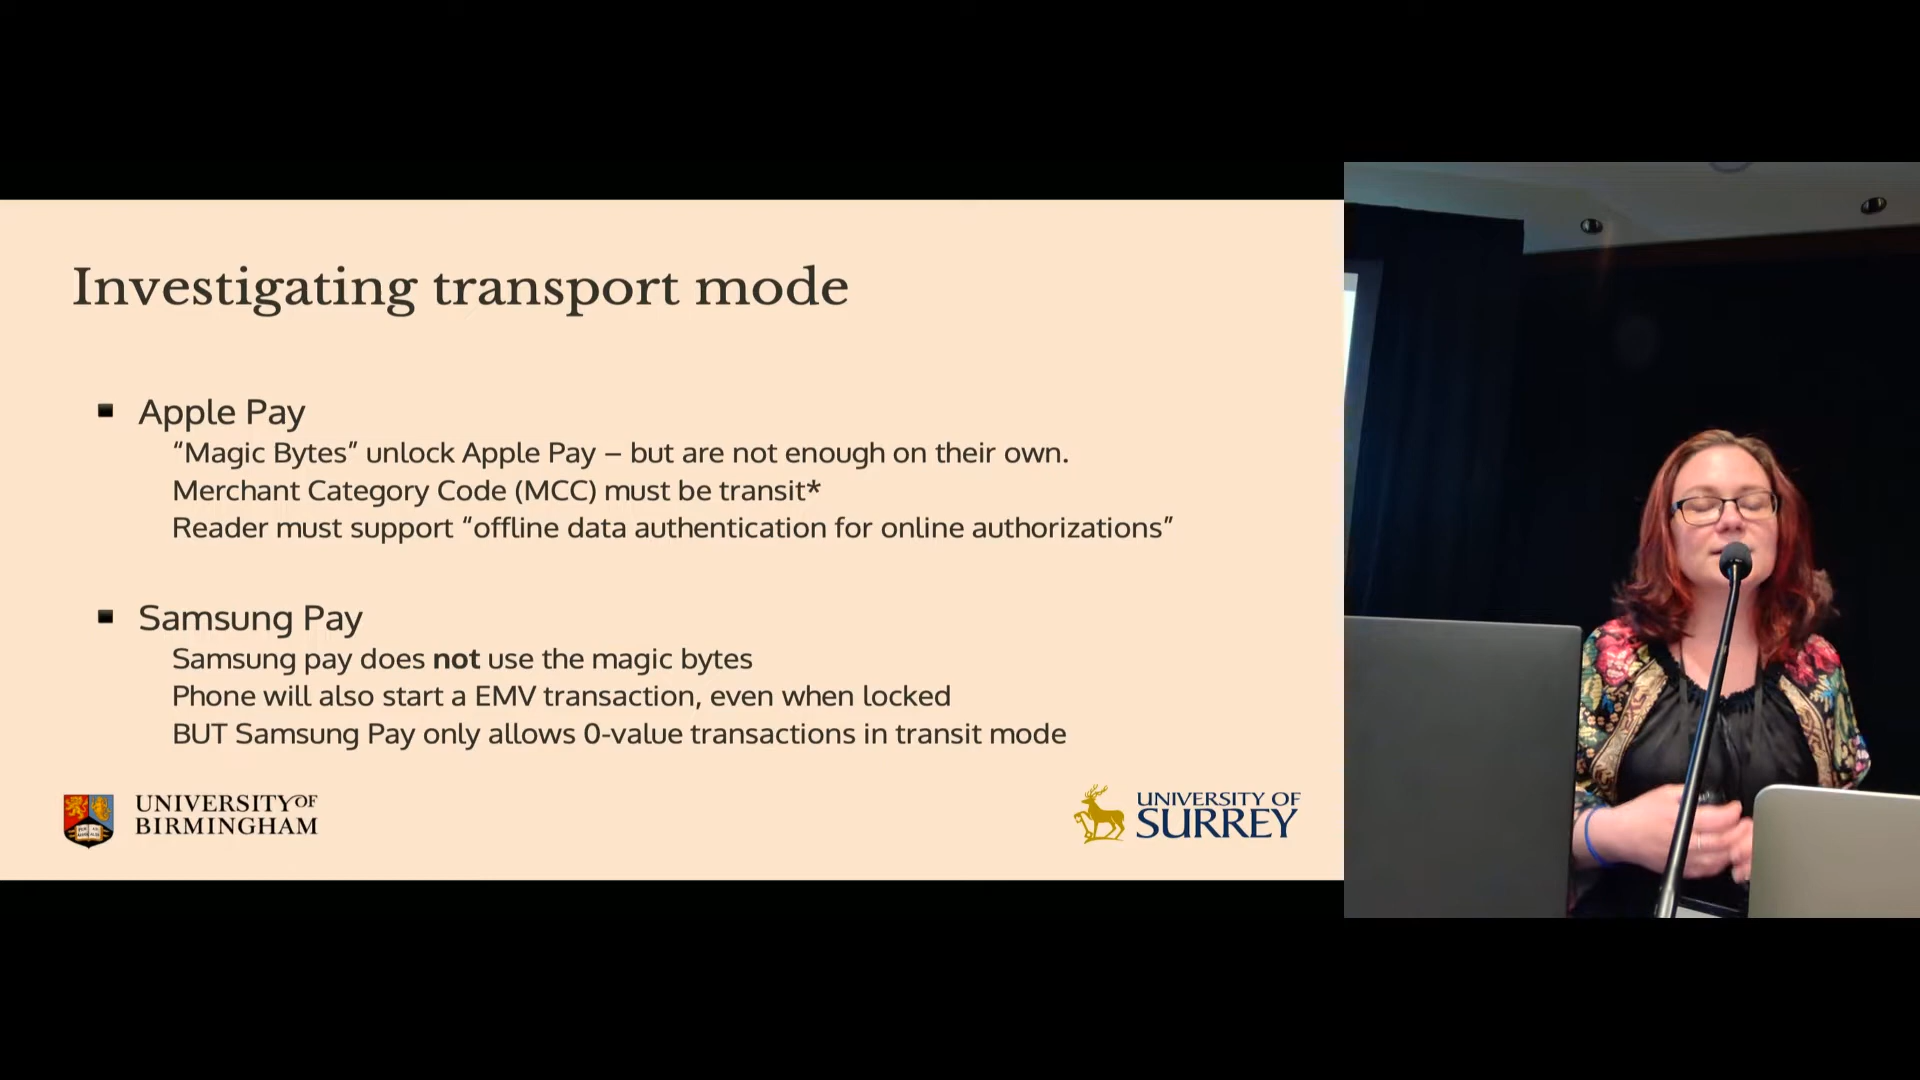 Investigating transport mode
▪ Apple Pay
“Magic Bytes” unlock Apple Pay – but are not enough on their own.
Merchant Category Code (MCC) must be transit*
Reader must support “offline data authentication for online authorizations”
▪ Samsung Pay
Samsung pay does not use the magic bytes
Phone will also start a EMV transaction, even when locked
BUT Samsung Pay only allows 0-value transactions in transit mode
UNIVERSITY OF
BIRMINGHAM
UNIVERSITY OF
SURREY